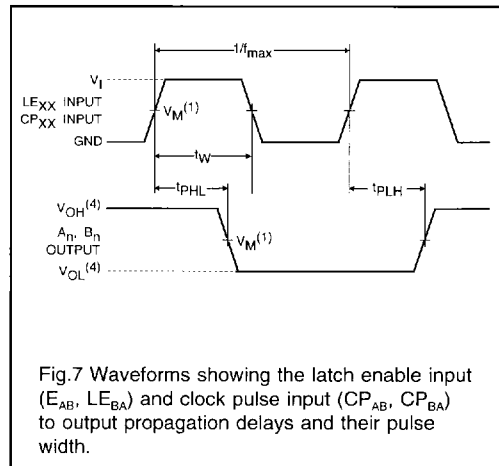 1/fmax
VI
LEXX INPUT
CPXX INPUT
VM(1)
GND
tW
tPHL
tPLH
VOH(4)
An, Bn
OUTPUT
VM(1)
VOL(4)
Fig.7 Waveforms showing the latch enable input
(EAB, LEBA) and clock pulse input (CPAB, CPBA)
to output propagation delays and their pulse
width.